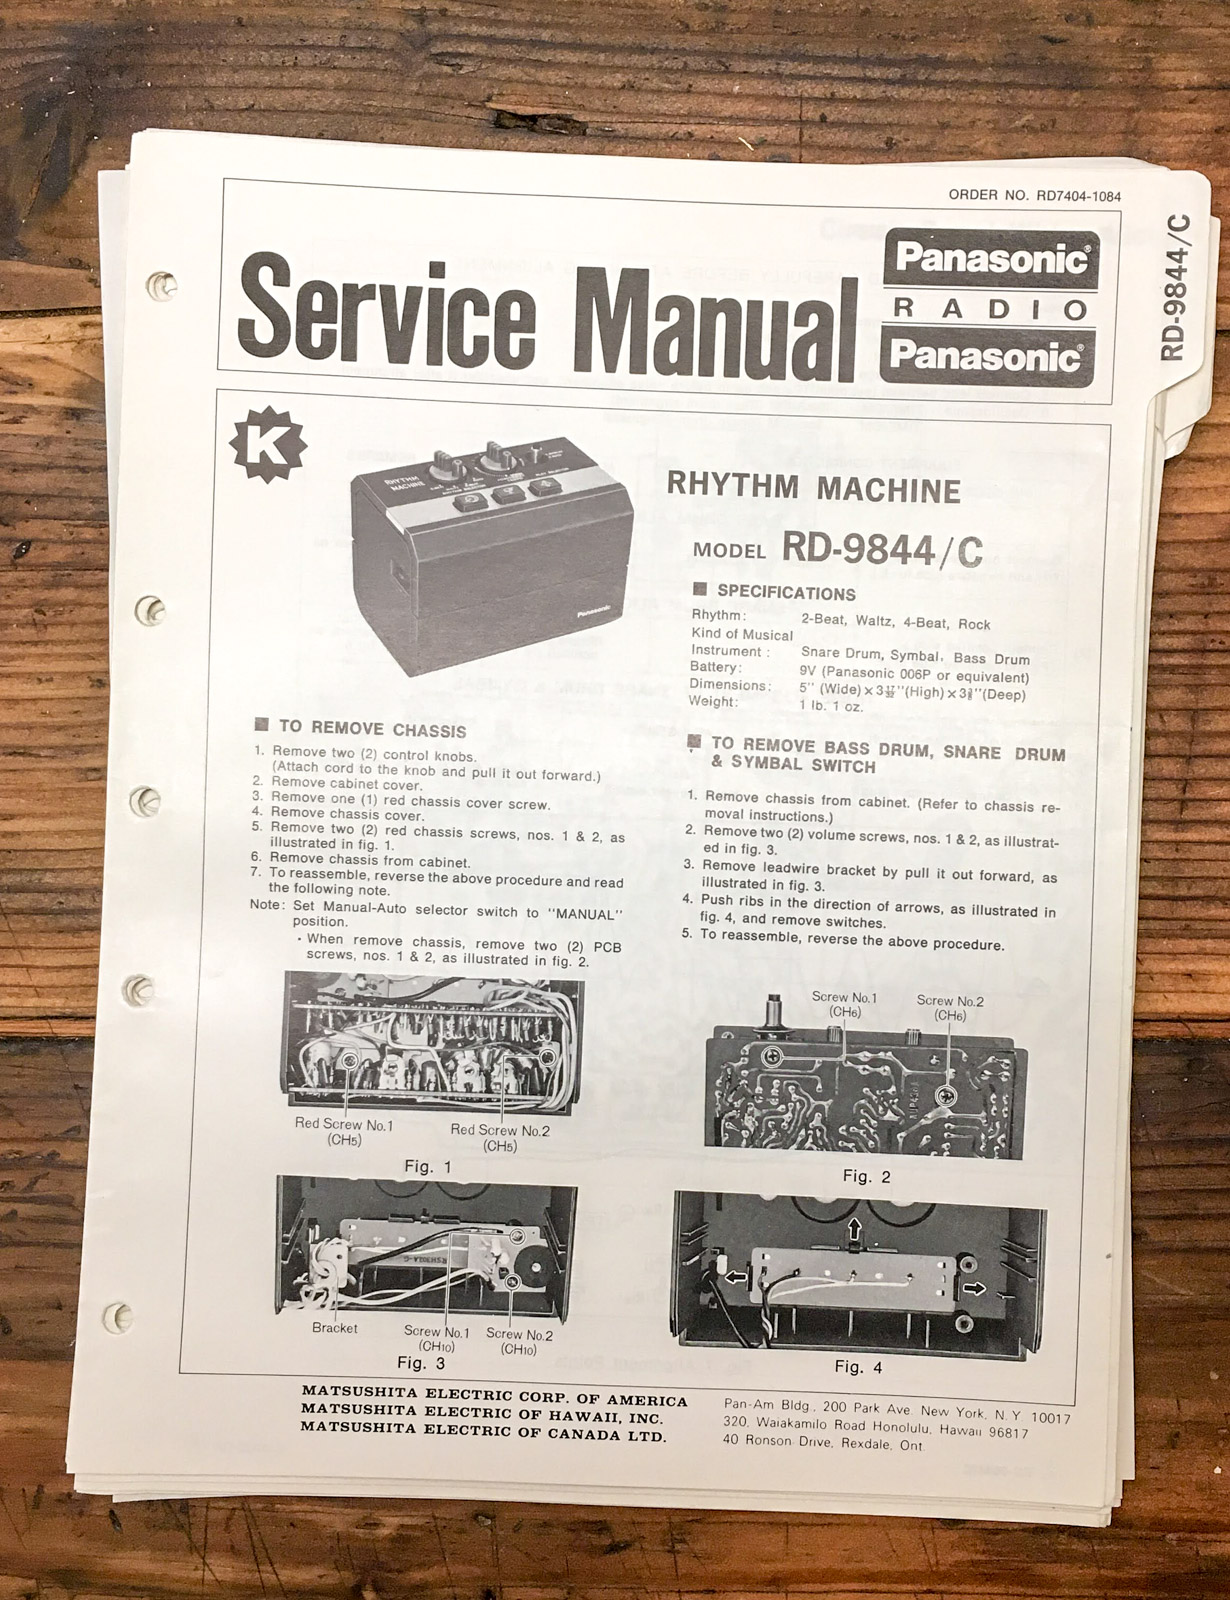 ORDER NO. RD7404-1084
RD-9844/C
Service Manual
Panasonic®
RADIO
Panasonic®
K
RHYTHM
MACHINE
Panasonic
RHYTHM MACHINE
MODEL RD-9844/C
■ SPECIFICATIONS
Rhythm: 2-Beat, Waltz, 4-Beat, Rock
Kind of Musical
Instrument: Snare Drum, Symbal, Bass Drum
Battery: 9V (Panasonic 006P or equivalent)
Dimensions: 5" (Wide) x 3 17/32" (High) x 3 3/8" (Deep)
Weight: 1 lb. 1 oz.
■ TO REMOVE CHASSIS
1. Remove two (2) control knobs.
(Attach cord to the knob and pull it out forward.)
2. Remove cabinet cover.
3. Remove one (1) red chassis cover screw.
4. Remove chassis cover.
5. Remove two (2) red chassis screws, nos. 1 & 2, as
illustrated in fig. 1.
6. Remove chassis from cabinet.
7. To reassemble, reverse the above procedure and read
the following note.
Note: Set Manual-Auto selector switch to "MANUAL"
position.
· When remove chassis, remove two (2) PCB
screws, nos. 1 & 2, as illustrated in fig. 2.
■ TO REMOVE BASS DRUM, SNARE DRUM
& SYMBAL SWITCH
1. Remove chassis from cabinet. (Refer to chassis re-
moval instructions.)
2. Remove two (2) volume screws, nos. 1 & 2, as illustrat-
ed in fig. 3.
3. Remove leadwire bracket by pull it out forward, as
illustrated in fig. 3.
4. Push ribs in the direction of arrows, as illustrated in
fig. 4, and remove switches.
5. To reassemble, reverse the above procedure.
Red Screw No.1
(CH5)
Red Screw No.2
(CH5)
Fig. 1
Screw No.1
(CH6)
Screw No.2
(CH6)
Fig. 2
Bracket
Screw No.1
(CH10)
Screw No.2
(CH10)
Fig. 3
Fig. 4
MATSUSHITA ELECTRIC CORP. OF AMERICA
MATSUSHITA ELECTRIC OF HAWAII, INC.
MATSUSHITA ELECTRIC OF CANADA LTD.
Pan-Am Bldg., 200 Park Ave. New York, N.Y. 10017
320, Waiakamilo Road Honolulu, Hawaii 96817
40 Ronson Drive, Rexdale, Ont.